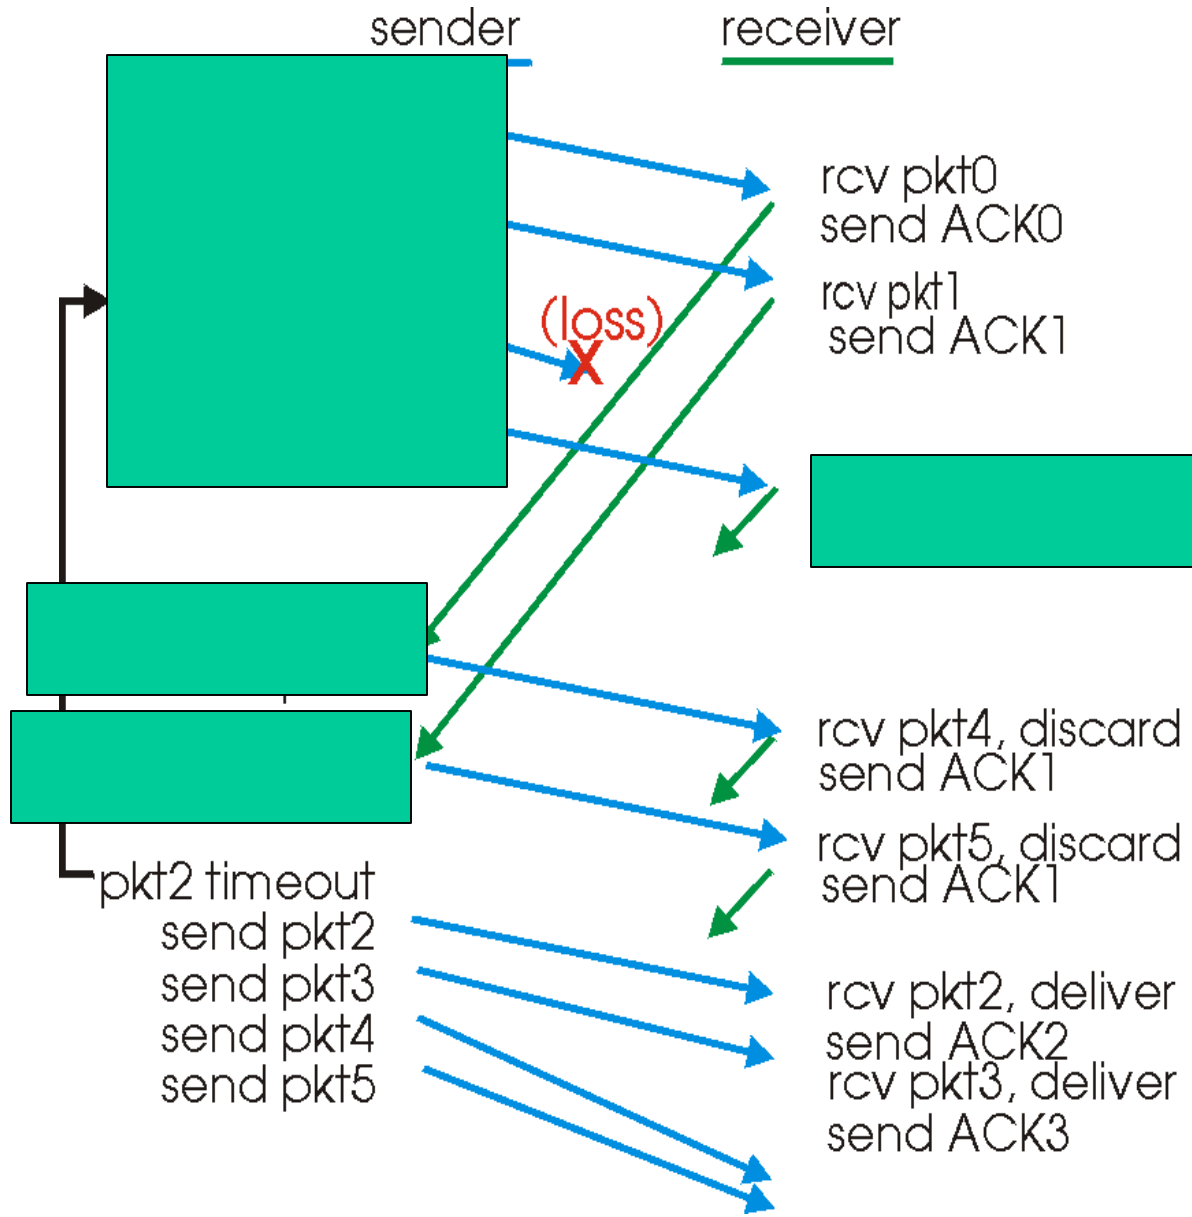 sender
receiver
rcv pkt0
send ACK0
rcv pkt1
send ACK1
(loss)
X
rcv pkt4, discard
send ACK1
rcv pkt5, discard
send ACK1
pkt2 timeout
send pkt2
send pkt3
send pkt4
send pkt5
rcv pkt2, deliver
send ACK2
rcv pkt3, deliver
send ACK3